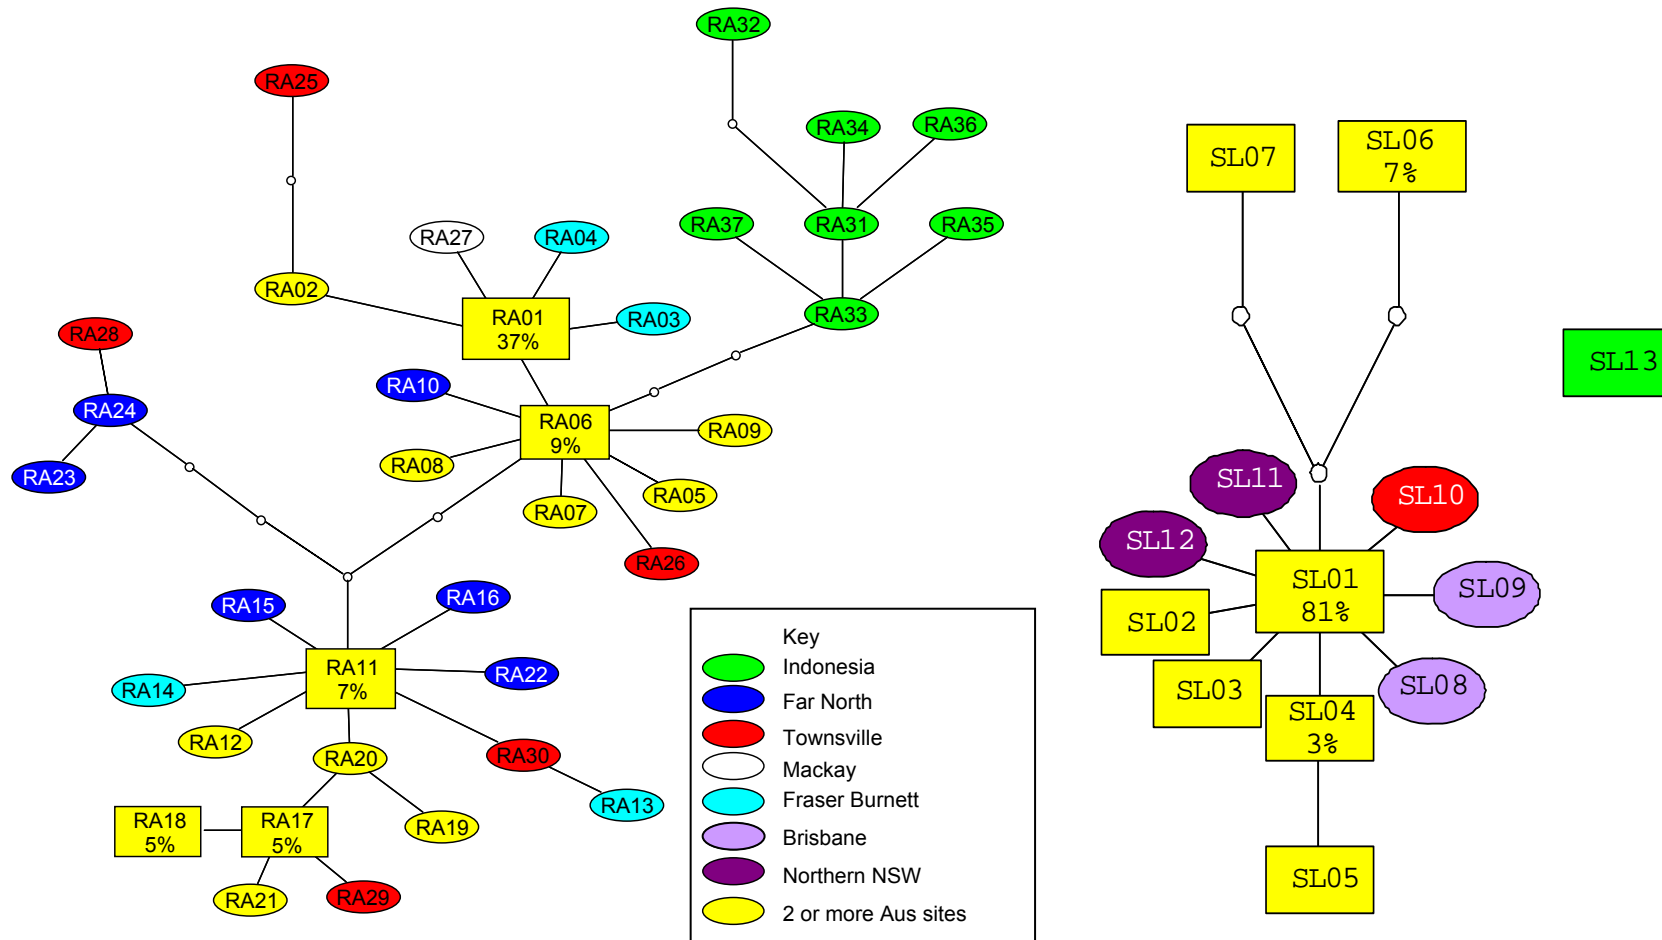 RA32
RA25
RA34
RA36
SL07
SL06
7%
RA27
RA04
RA37
RA31
RA35
RA02
RA01
37%
RA03
RA33
RA28
SL13
RA10
RA24
RA06
9%
RA09
RA08
RA23
RA05
RA07
RA26
SL11
SL10
SL12
SL01
81%
SL09
SL02
SL03
SL08
SL04
3%
SL05
RA15
RA16
RA11
7%
RA22
RA14
RA12
RA20
RA30
RA13
RA18
5%
RA17
5%
RA19
RA21
RA29
Key
Indonesia
Far North
Townsville
Mackay
Fraser Burnett
Brisbane
Northern NSW
2 or more Aus sites